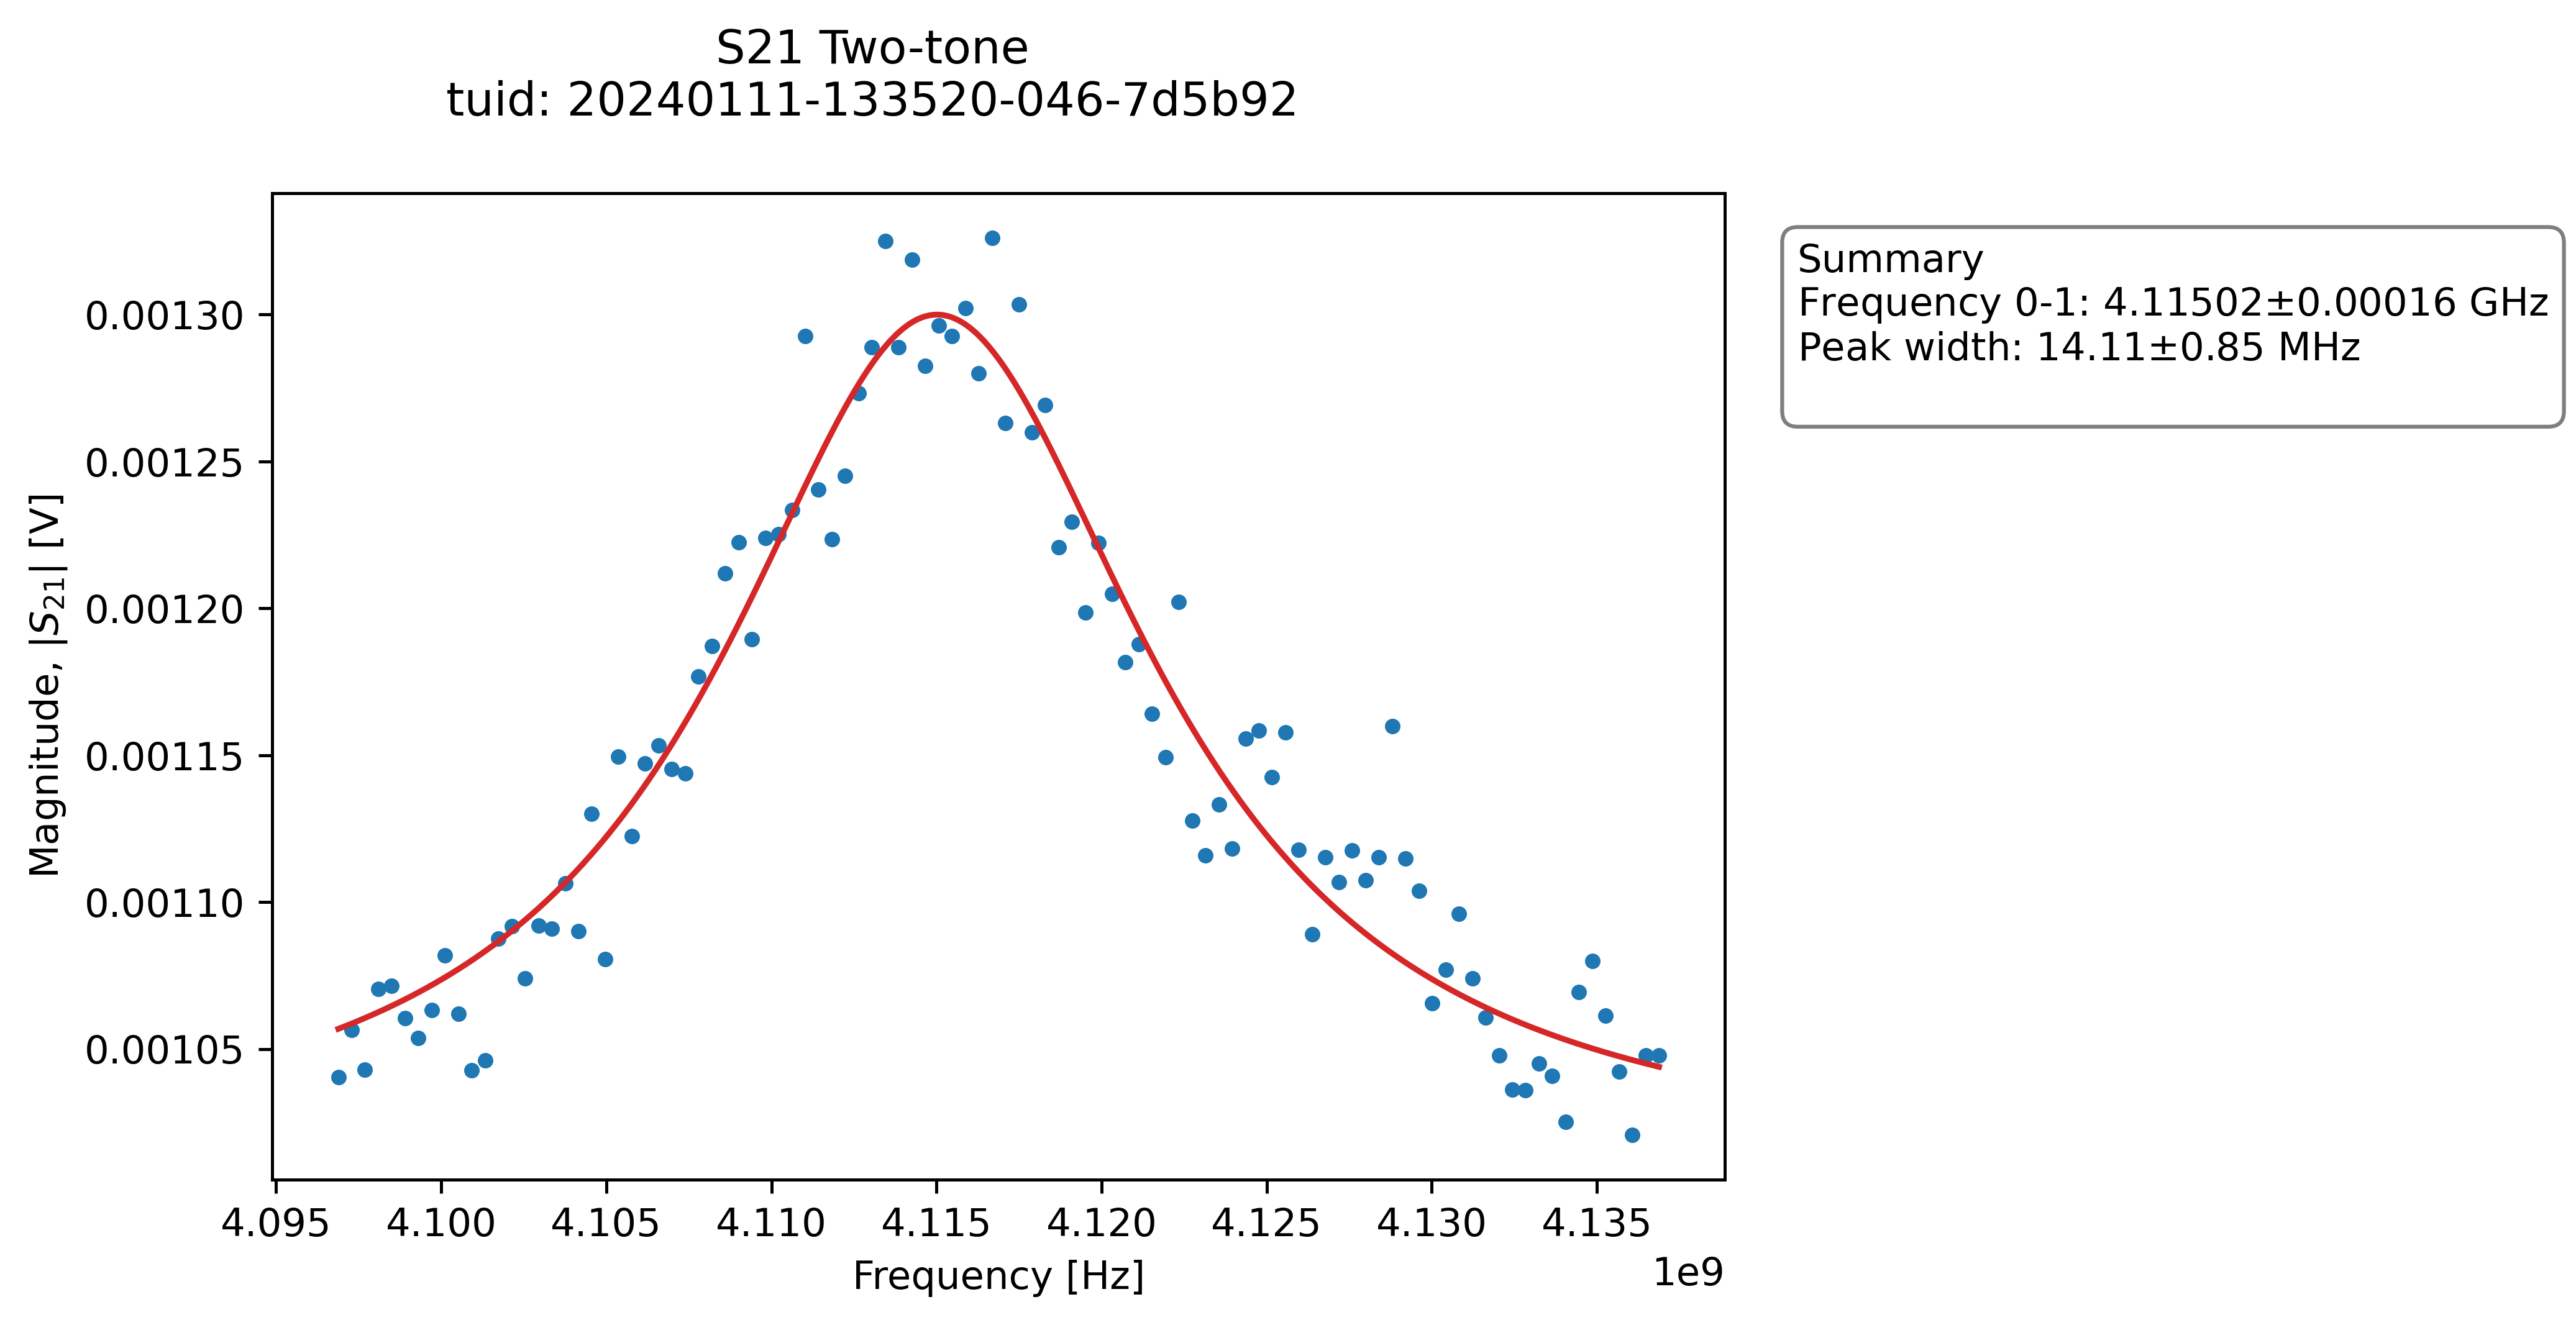 S21 Two-tone
tuid: 20240111-133520-046-7d5b92
Summary
Frequency 0-1: 4.11502±0.00016 GHz
Peak width: 14.11±0.85 MHz
Magnitude, |S₂₁| [V]
0.00130
0.00125
0.00120
0.00115
0.00110
0.00105
4.095 4.100 4.105 4.110 4.115 4.120 4.125 4.130 4.135
1e9
Frequency [Hz]